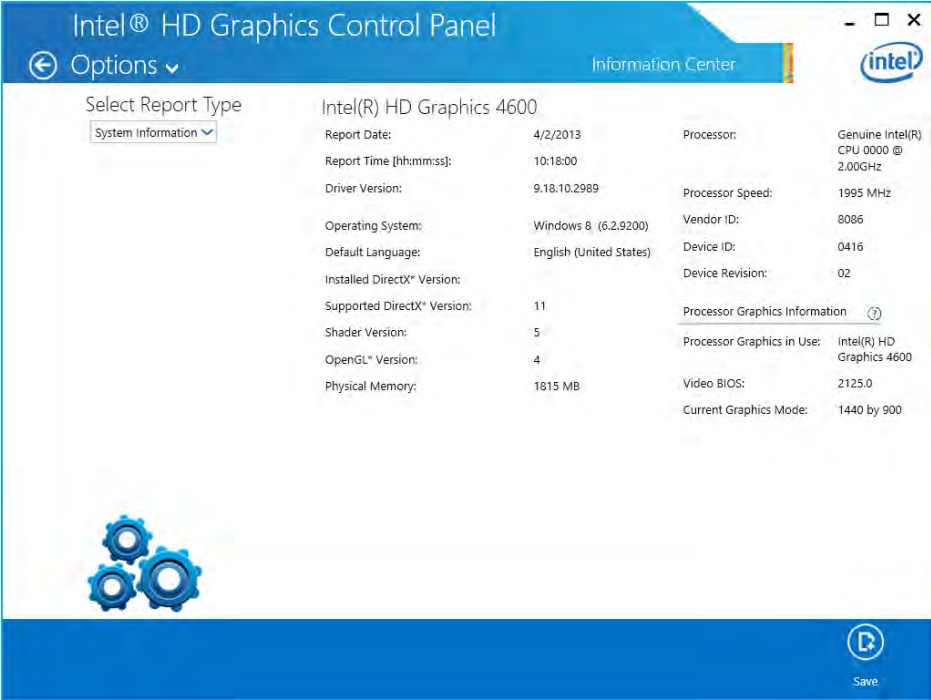 Intel® HD Graphics Control Panel
Options
Information Center
intel®
Select Report Type
System Information
Intel(R) HD Graphics 4600
Report Date: 4/2/2013
Report Time [hh:mm:ss]: 10:18:00
Driver Version: 9.18.10.2989
Operating System: Windows 8 (6.2.9200)
Default Language: English (United States)
Installed DirectX* Version:
Supported DirectX* Version: 11
Shader Version: 5
OpenGL* Version: 4
Physical Memory: 1815 MB
Processor: Genuine Intel(R)
CPU 0000 @
2.00GHz
Processor Speed: 1995 MHz
Vendor ID: 8086
Device ID: 0416
Device Revision: 02
Processor Graphics Information ?
Processor Graphics in Use: Intel(R) HD
Graphics 4600
Video BIOS: 2125.0
Current Graphics Mode: 1440 by 900
Save